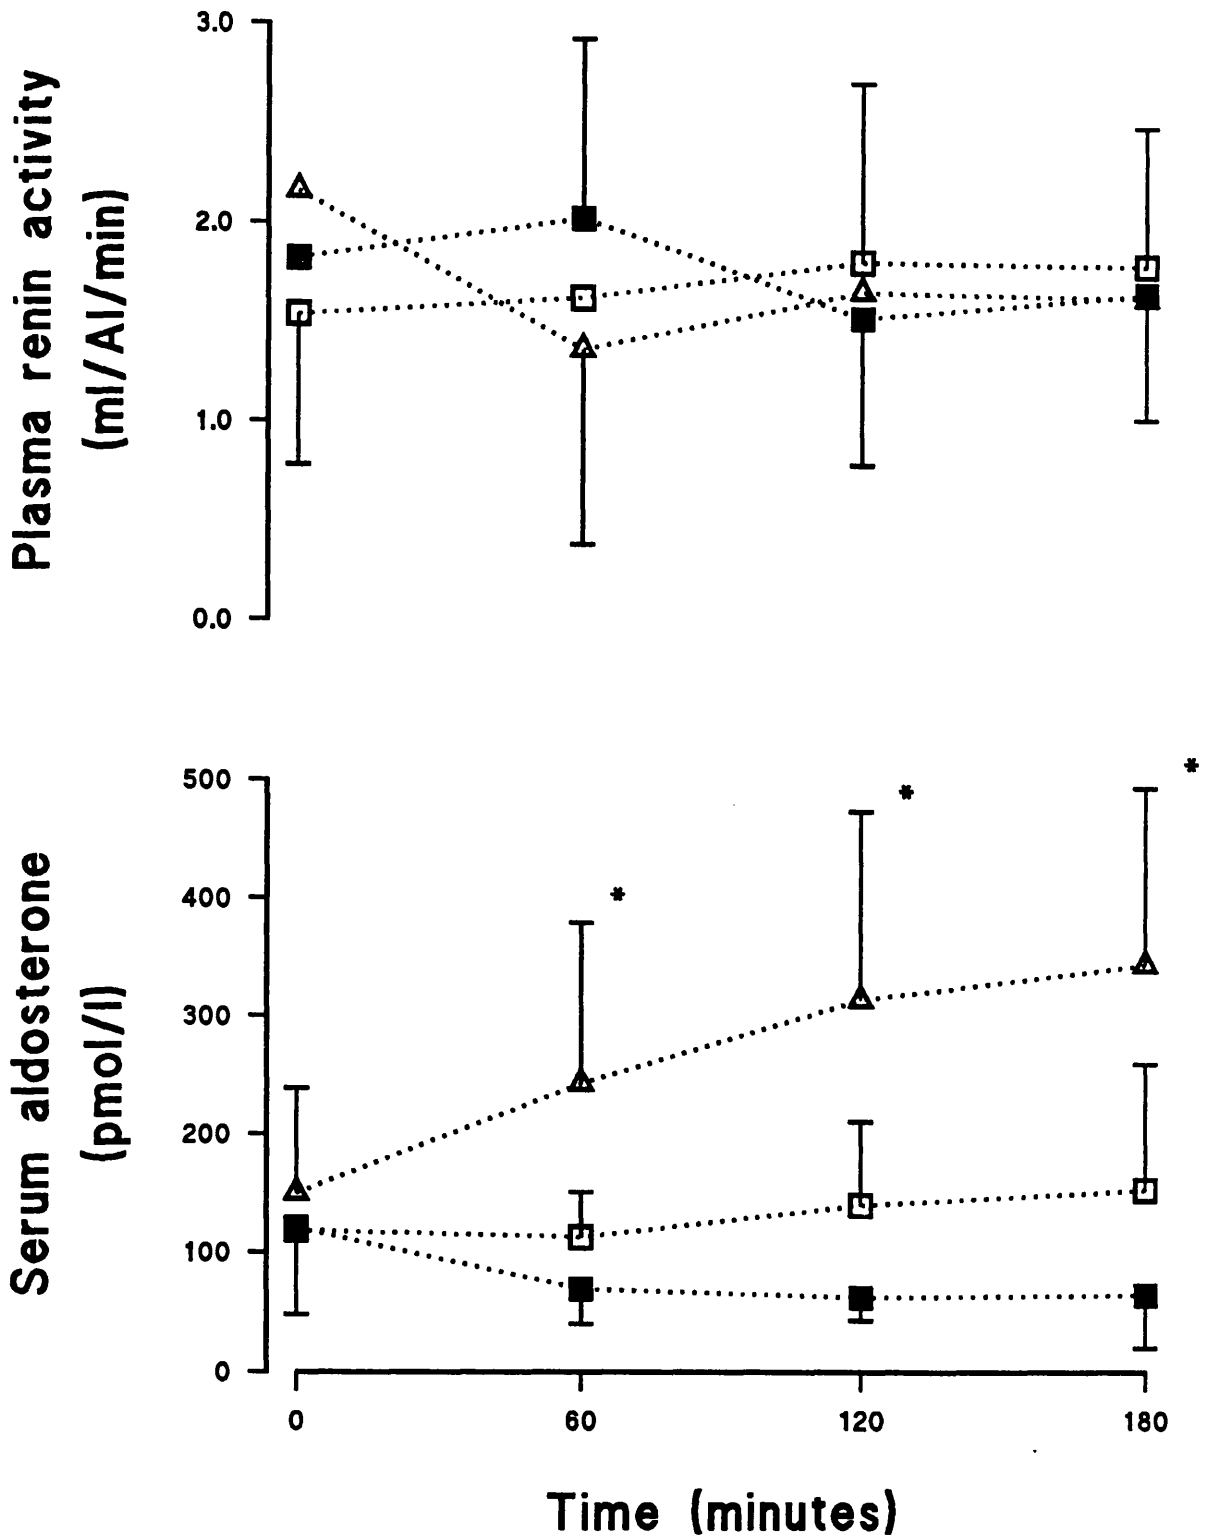 Plasma renin activity
(ml/AI/min)
3.0
2.0
1.0
0.0
Serum aldosterone
(pmol/l)
500
400
300
200
100
0
*
*
*
0 60 120 180
Time (minutes)